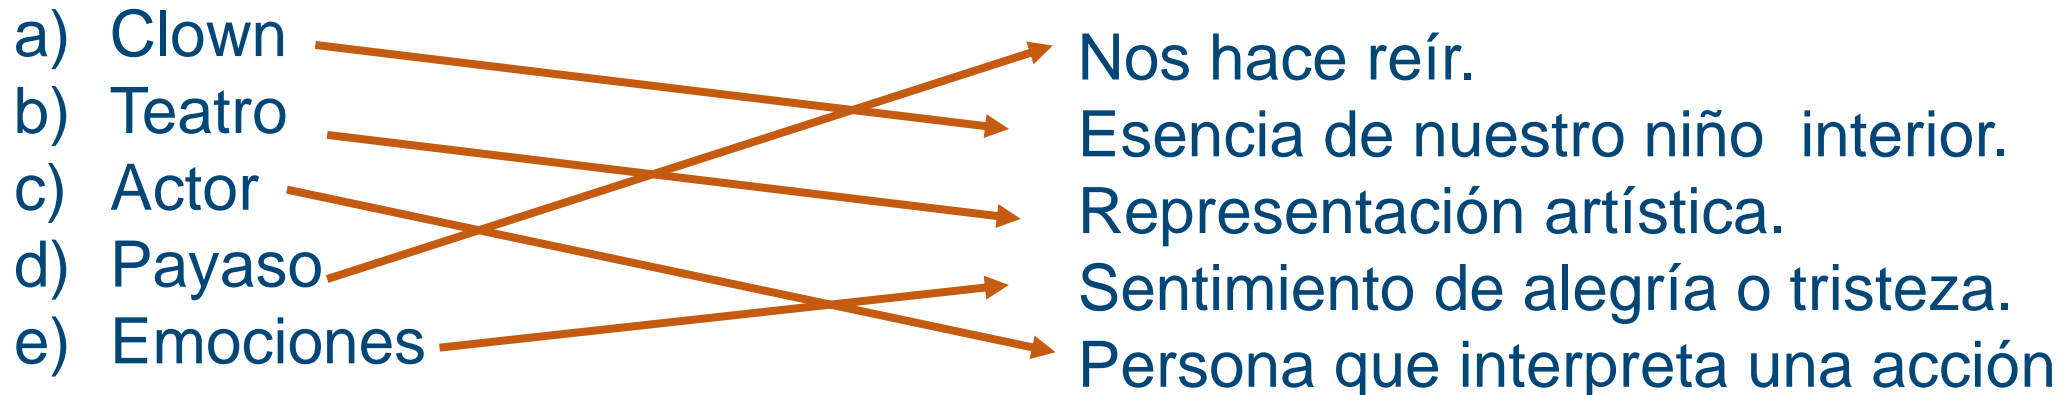 a) Clown
b) Teatro
c) Actor
d) Payaso
e) Emociones
Nos hace reír.
Esencia de nuestro niño interior.
Representación artística.
Sentimiento de alegría o tristeza.
Persona que interpreta una acción